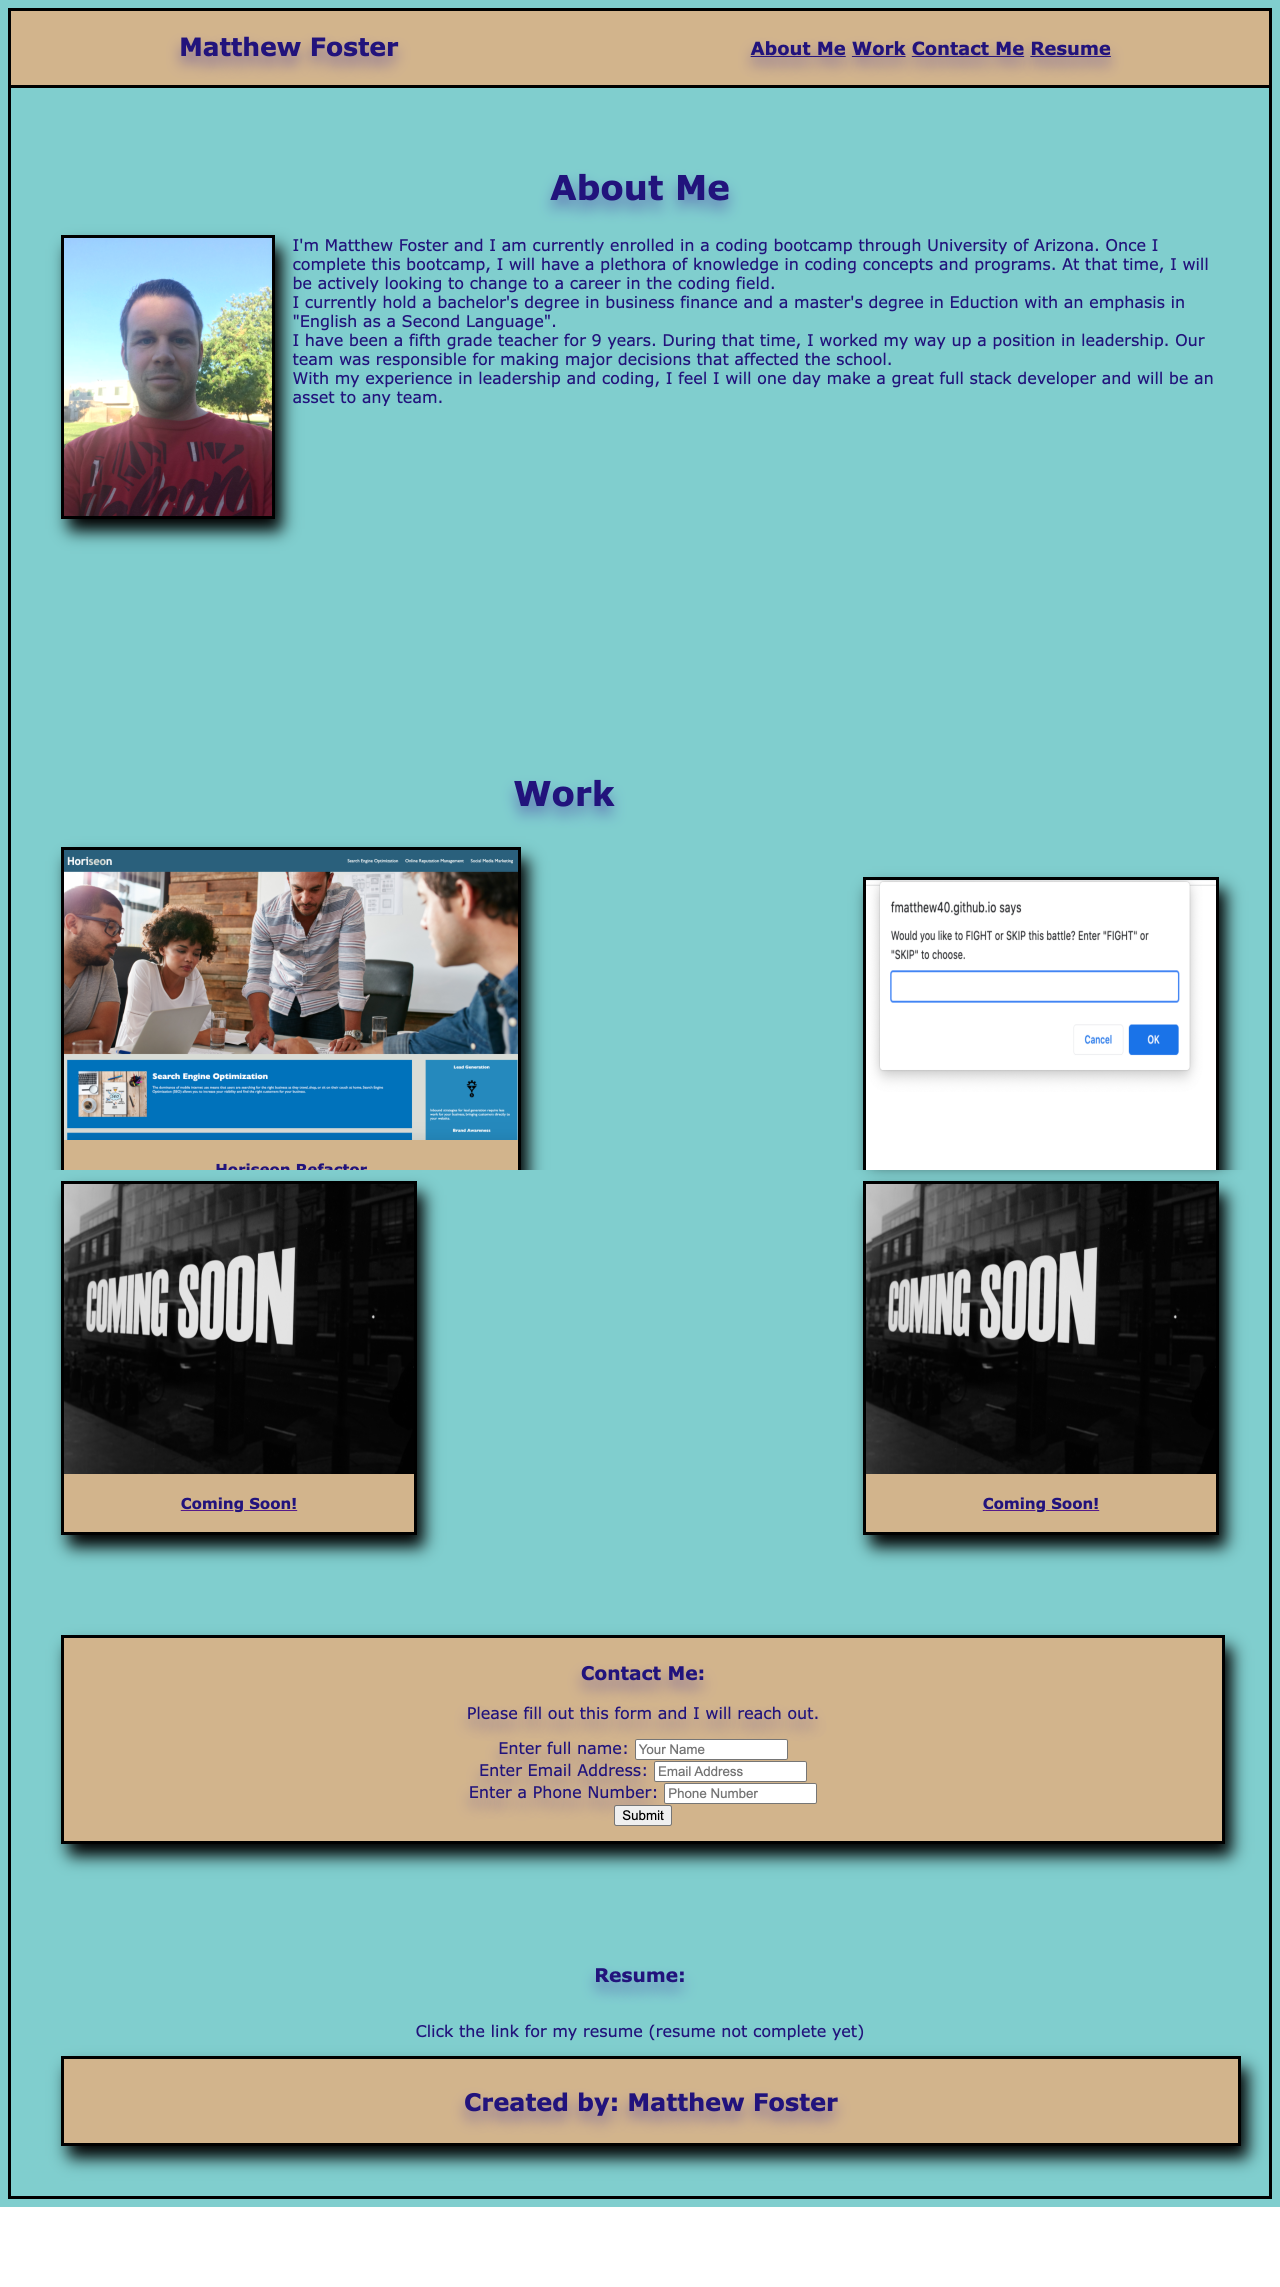 Matthew Foster
About Me Work Contact Me Resume
About Me
I'm Matthew Foster and I am currently enrolled in a coding bootcamp through University of Arizona. Once I
complete this bootcamp, I will have a plethora of knowledge in coding concepts and programs. At that time, I will
be actively looking to change to a career in the coding field.
I currently hold a bachelor's degree in business finance and a master's degree in Eduction with an emphasis in
"English as a Second Language".
I have been a fifth grade teacher for 9 years. During that time, I worked my way up a position in leadership. Our
team was responsible for making major decisions that affected the school.
With my experience in leadership and coding, I feel I will one day make a great full stack developer and will be an
asset to any team.
Work
Horiseon
Search Engine Optimization Online Reputation Management Social Media Marketing
Search Engine Optimization
Lead Generation
Brand Awareness
Horiseon Refactor
fmatthew40.github.io says
Would you like to FIGHT or SKIP this battle? Enter "FIGHT" or
"SKIP" to choose.
Cancel OK
COMING SOON
Coming Soon!
COMING SOON
Coming Soon!
Contact Me:
Please fill out this form and I will reach out.
Enter full name: Your Name
Enter Email Address: Email Address
Enter a Phone Number: Phone Number
Submit
Resume:
Click the link for my resume (resume not complete yet)
Created by: Matthew Foster